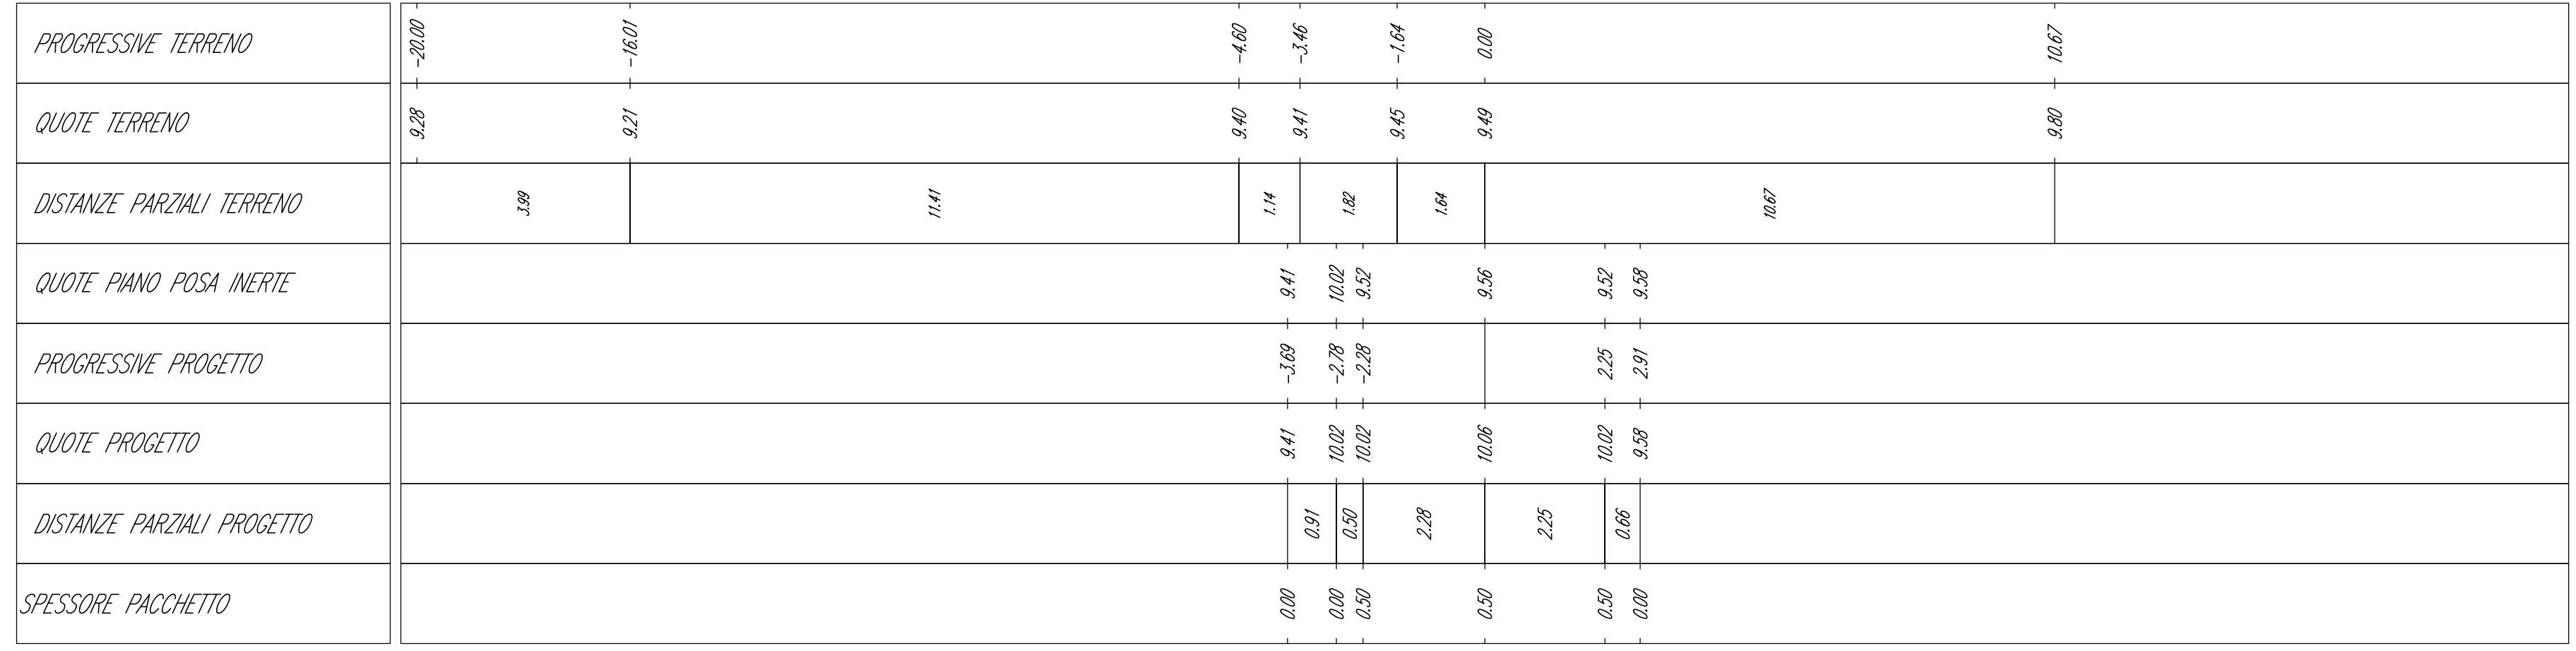 PROGRESSIVE TERRENO -20.00 -16.01 -4.60 -3.46 -1.64 0.00 10.67
QUOTE TERRENO 9.28 9.21 9.40 9.41 9.45 9.49 9.80
DISTANZE PARZIALI TERRENO 3.99 11.41 1.14 1.82 1.64 10.67
QUOTE PIANO POSA INERTE 9.41 10.02 9.52 9.56 9.52 9.58
PROGRESSIVE PROGETTO -3.69 -2.78 -2.28 2.25 2.91
QUOTE PROGETTO 9.41 10.02 10.02 10.06 10.02 9.58
DISTANZE PARZIALI PROGETTO 0.91 0.50 2.28 2.25 0.66
SPESSORE PACCHETTO 0.00 0.00 0.50 0.50 0.50 0.00